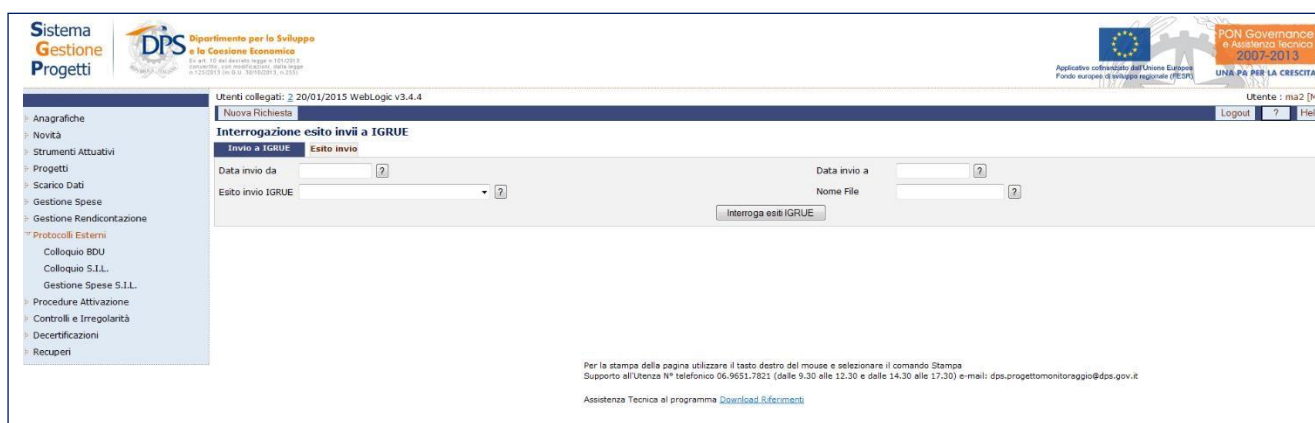 Sistema
Gestione
Progetti
DPS
Dipartimento per lo Sviluppo
e la Coesione Economica
Applicativo cofinanziato dall'Unione Europea
Fondo europeo di sviluppo regionale (FESR)
PON Governance
e Assistenza Tecnica
2007-2013
UNA PA PER LA CRESCITA
Utenti collegati: 2 20/01/2015 WebLogic v3.4.4
Utente : ma2 [M
Nuova Richiesta
Logout ? Hel
Interrogazione esito invii a IGRUE
Invio a IGRUE Esito invio
Data invio da ? Data invio a ?
Esito invio IGRUE ? Nome File ?
Interroga esiti IGRUE
Anagrafiche
Novità
Strumenti Attuativi
Progetti
Scarico Dati
Gestione Spese
Gestione Rendicontazione
Protocolli Esterni
Colloquio BDU
Colloquio S.I.L.
Gestione Spese S.I.L.
Procedure Attivazione
Controlli e Irregolarità
Decertificazioni
Recuperi
Per la stampa della pagina utilizzare il tasto destro del mouse e selezionare il comando Stampa
Supporto all'Utenza N° telefonico 06.9651.7821 (dalle 9.30 alle 12.30 e dalle 14.30 alle 17.30) e-mail: dps.progettomonitoraggio@dps.gov.it
Assistenza Tecnica al programma Download Riferimenti